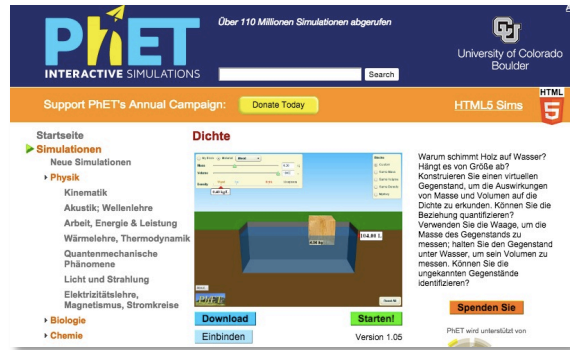 PhET
INTERACTIVE SIMULATIONS
Über 110 Millionen Simulationen abgerufen
Search
University of Colorado
Boulder
Support PhET's Annual Campaign:
Donate Today
HTML5 Sims
HTML
5
Startseite
Simulationen
Neue Simulationen
Physik
Kinematik
Akustik; Wellenlehre
Arbeit, Energie & Leistung
Wärmelehre, Thermodynamik
Quantenmechanische
Phänomene
Licht und Strahlung
Elektrizitätslehre,
Magnetismus, Stromkreise
Biologie
Chemie
Dichte
104.00 L
Download
Starten!
Einbinden
Version 1.05
Warum schimmt Holz auf Wasser?
Hängt es von Größe ab?
Konstruieren Sie einen virtuellen
Gegenstand, um die Auswirkungen
von Masse und Volumen auf die
Dichte zu erkunden. Können Sie die
Beziehung quantifizieren?
Verwenden Sie die Waage, um die
Masse des Gegenstands zu
messen; halten Sie den Gegenstand
unter Wasser, um sein Volumen zu
messen. Können Sie die
ungekannten Gegenstände
identifizieren?
Spenden Sie
PhET wird unterstützt von